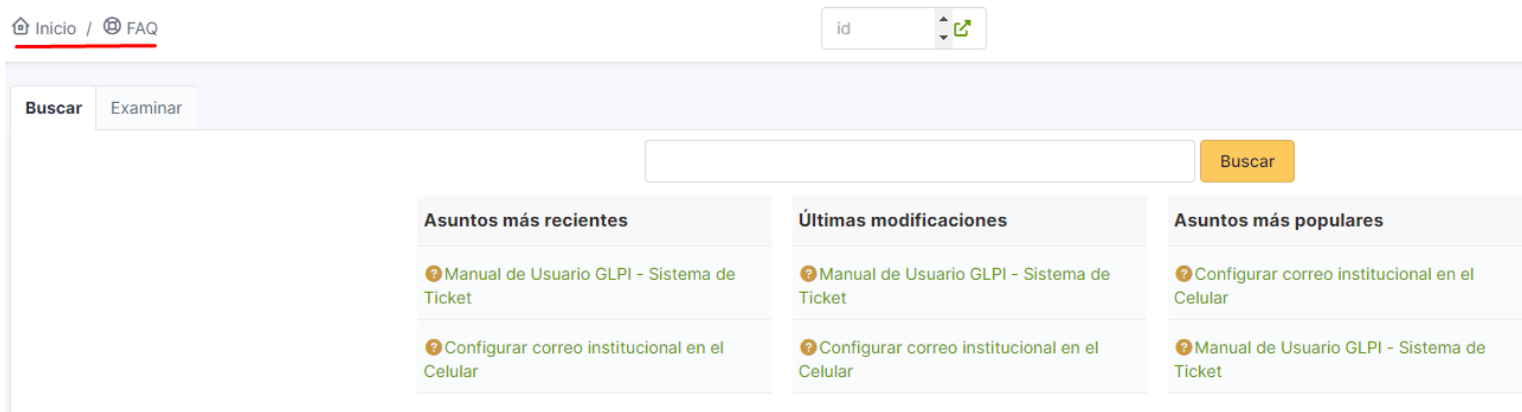 Inicio / FAQ
id
Buscar
Examinar
Buscar
Asuntos más recientes
Manual de Usuario GLPI - Sistema de
Ticket
Configurar correo institucional en el
Celular
Últimas modificaciones
Manual de Usuario GLPI - Sistema de
Ticket
Configurar correo institucional en el
Celular
Asuntos más populares
Configurar correo institucional en el
Celular
Manual de Usuario GLPI - Sistema de
Ticket